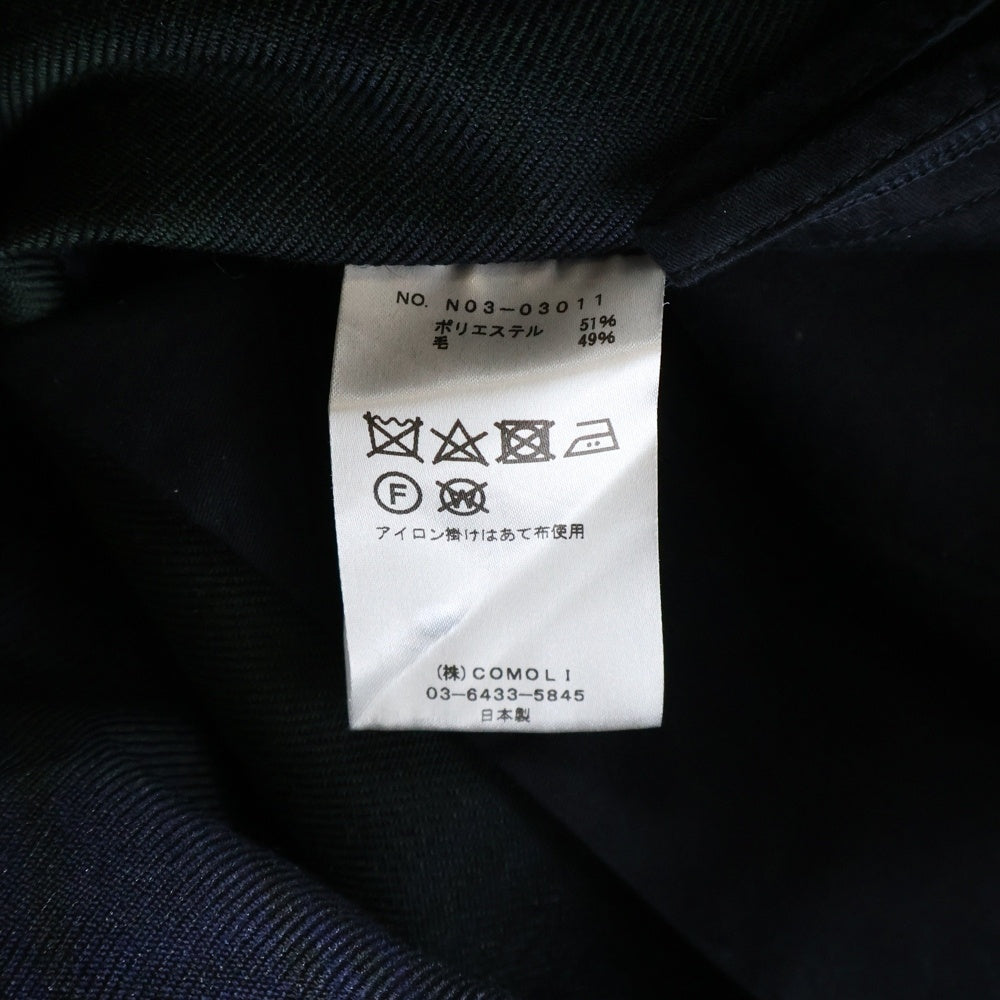 NO. N03-03011
ポリエステル 51%
毛 49%
F W
アイロン掛けはあて布使用
(株)COMOLI
03-6433-5845
日本製